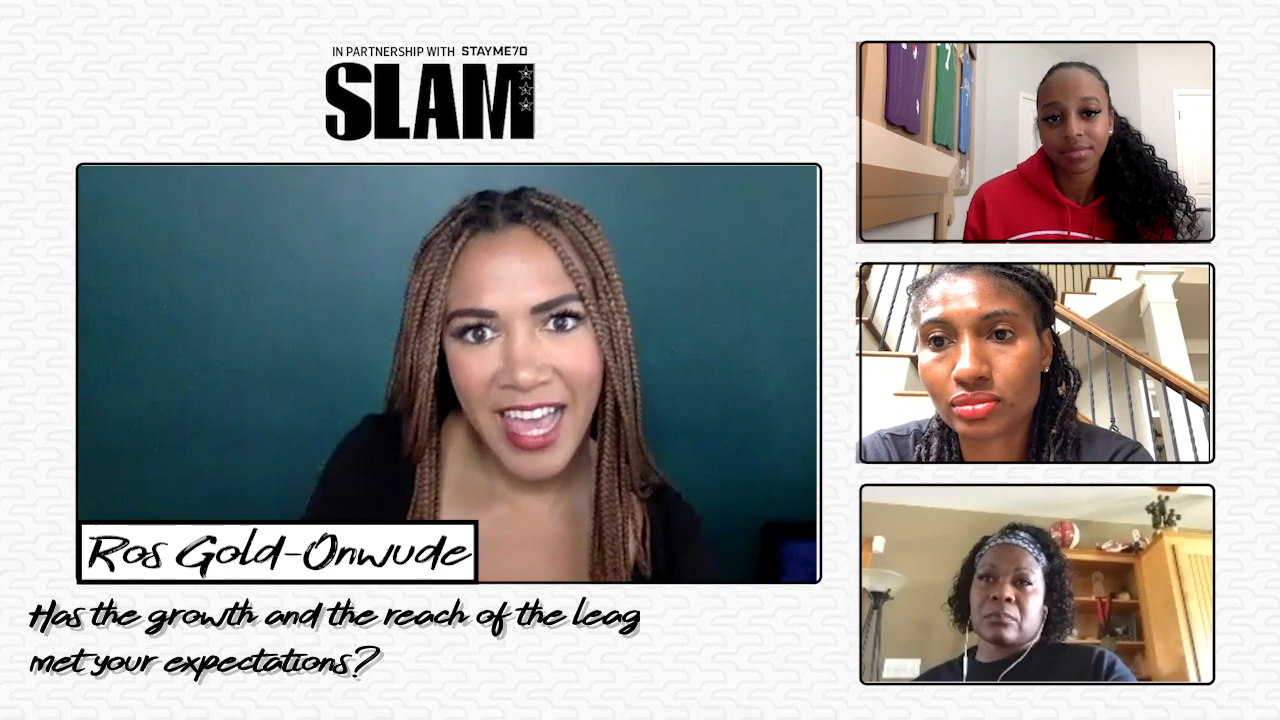 IN PARTNERSHIP WITH STAYME7O
SLAM
Ros Gold-Onwude
Has the growth and the reach of the leag
met your expectations?